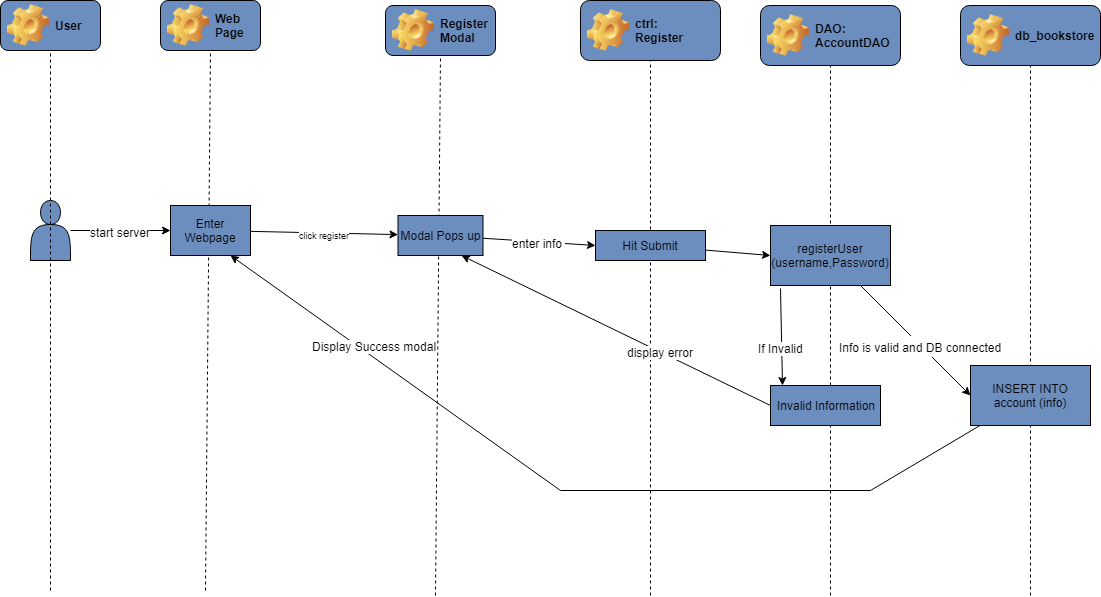 User
Web
Page
Register
Modal
ctrl:
Register
DAO:
AccountDAO
db_bookstore
start server
Enter
Webpage
click register
Modal Pops up
enter info
Hit Submit
registerUser
(username,Password)
Display Success modal
display error
If Invalid
Info is valid and DB connected
Invalid Information
INSERT INTO
account (info)